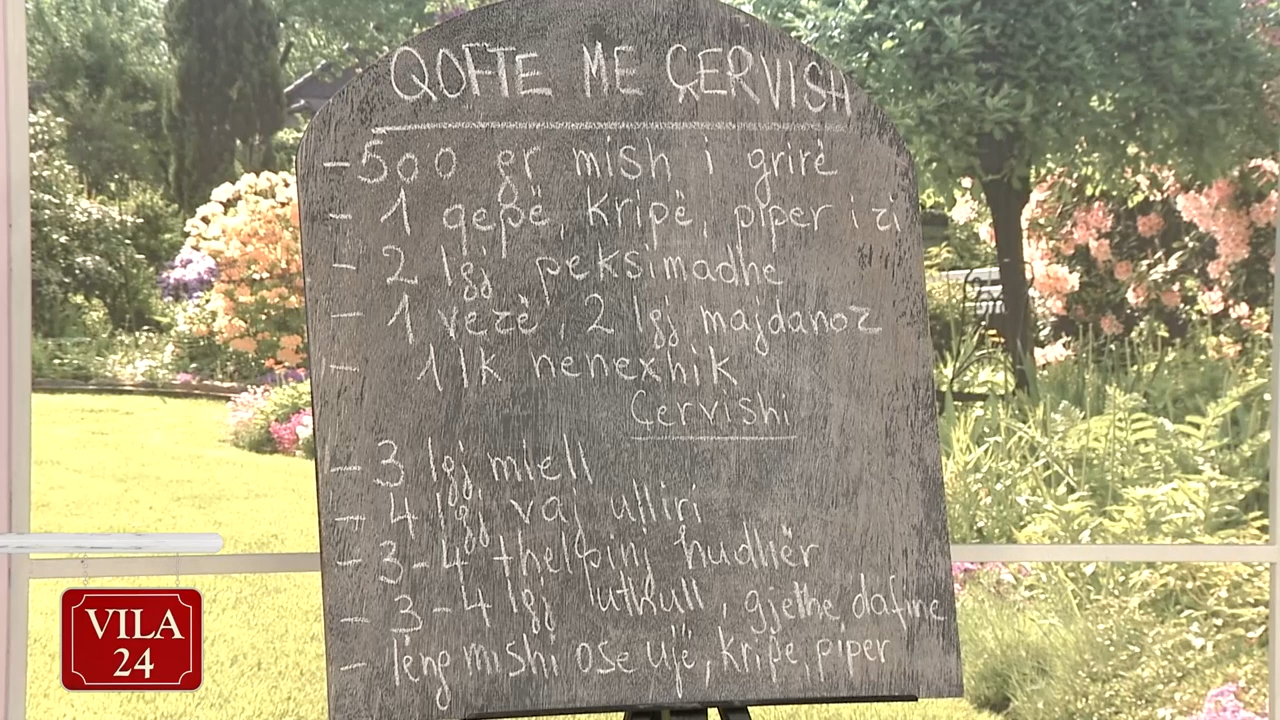 QOFTE ME ÇERVISH
- 500 gr mish i grirë
- 1 qepë, kripë, piper i zi
- 2 lgj peksimadhe
- 1 vezë, 2 lgj majdanoz
- 1 lk nenexhik
Çervishi
- 3 lgj miell
- 4 lgj vaj ulliri
- 3-4 thelpinj hudhër
- 3-4 lgj uthull, gjethe dafine
- lëng mishi ose ujë, kripë, piper
VILA
24